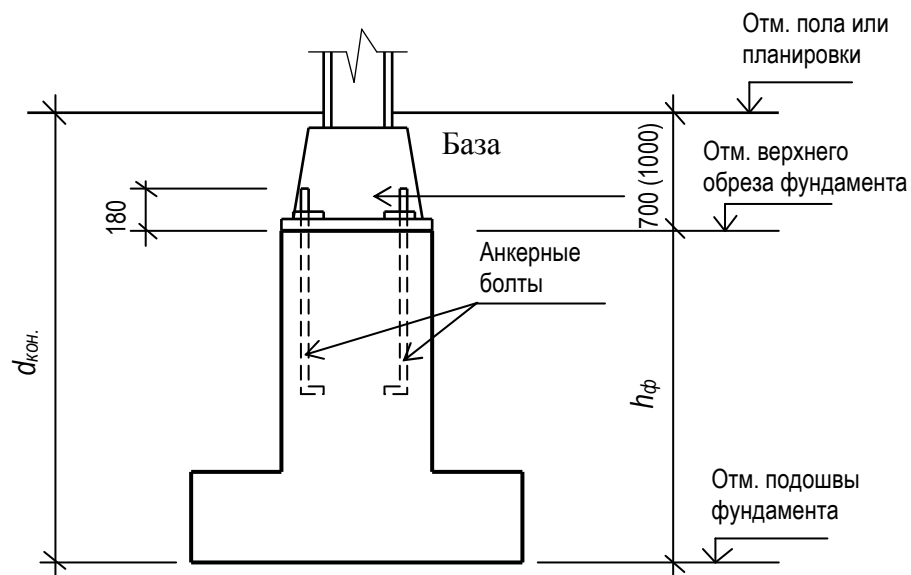 Отм. пола или
планировки
База
700 (1000)
Отм. верхнего
обреза фундамента
180
Анкерные
болты
dкон.
hф
Отм. подошвы
фундамента